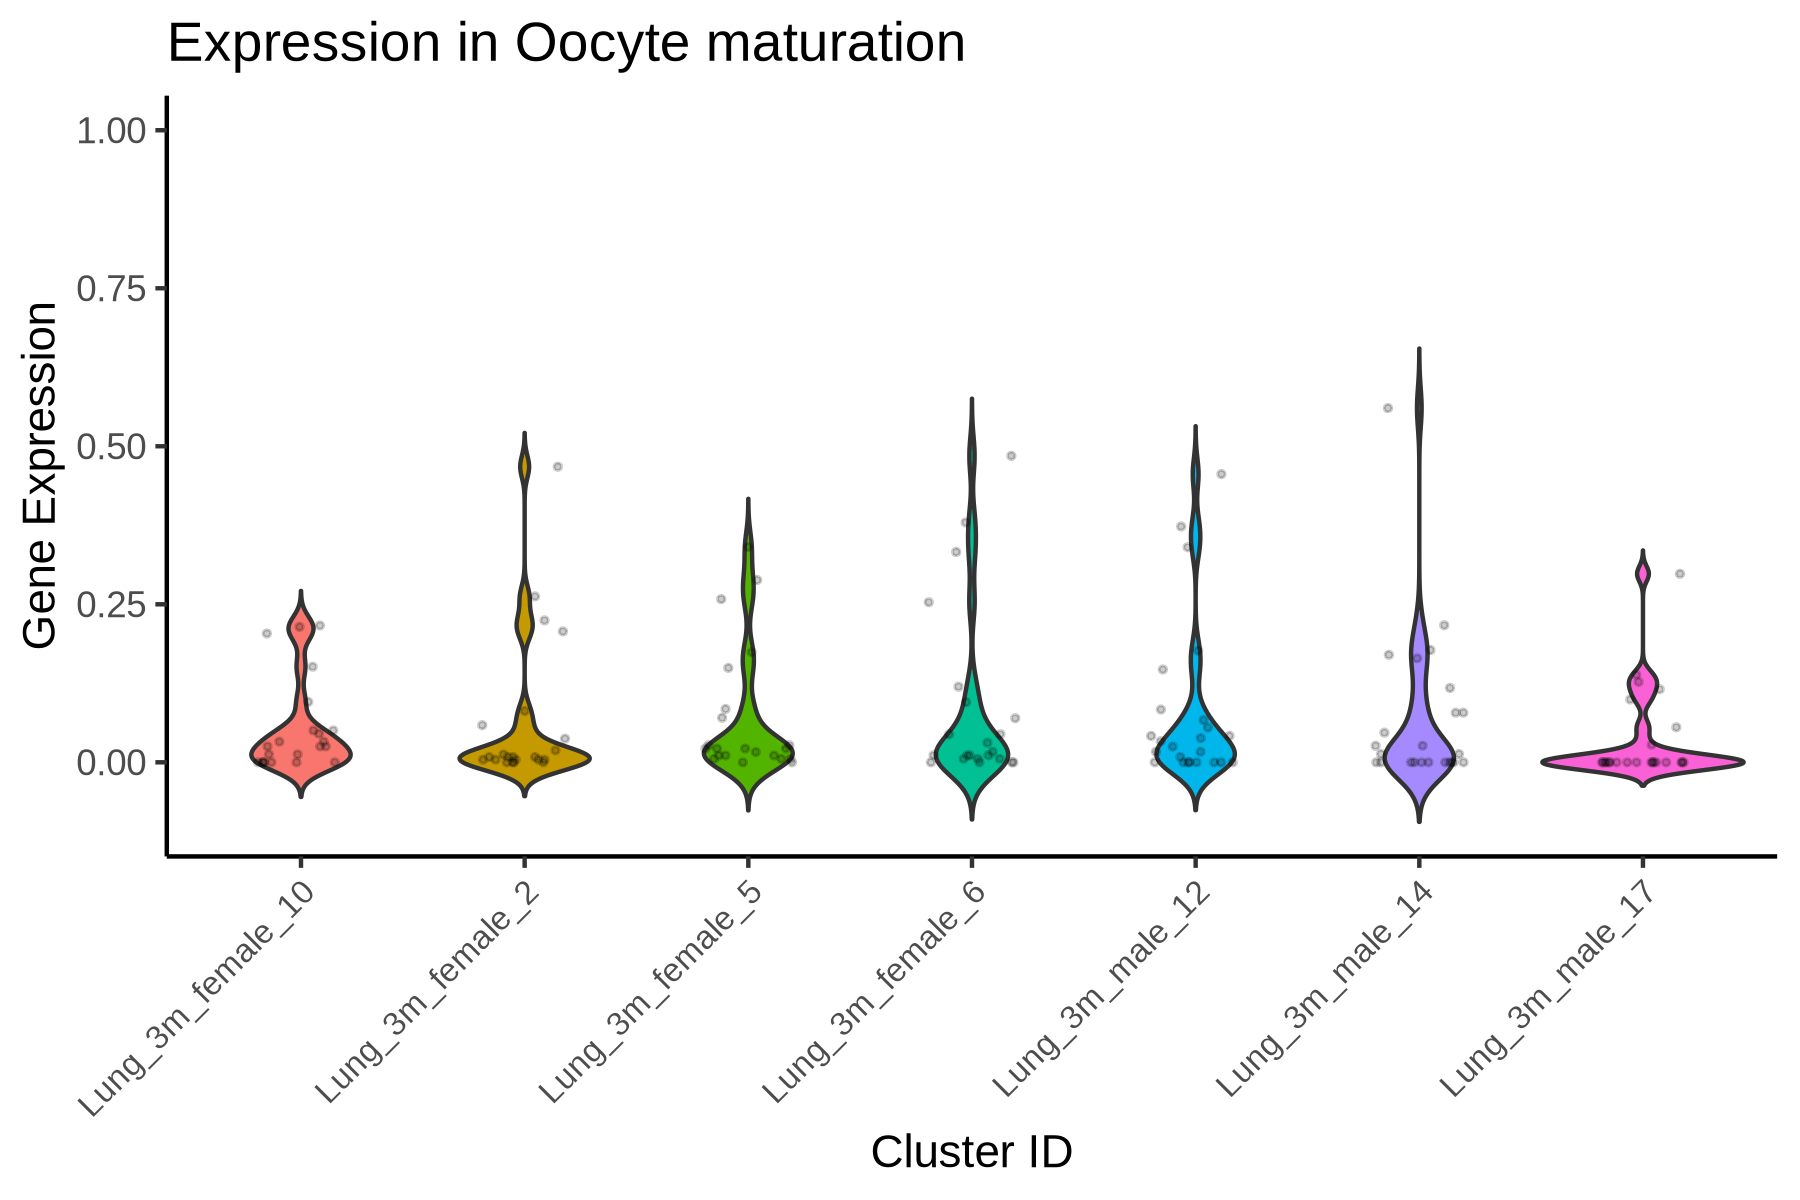 Expression in Oocyte maturation
Gene Expression
1.00
0.75
0.50
0.25
0.00
Lung_3m_female_10
Lung_3m_female_2
Lung_3m_female_5
Lung_3m_female_6
Lung_3m_male_12
Lung_3m_male_14
Lung_3m_male_17
Cluster ID